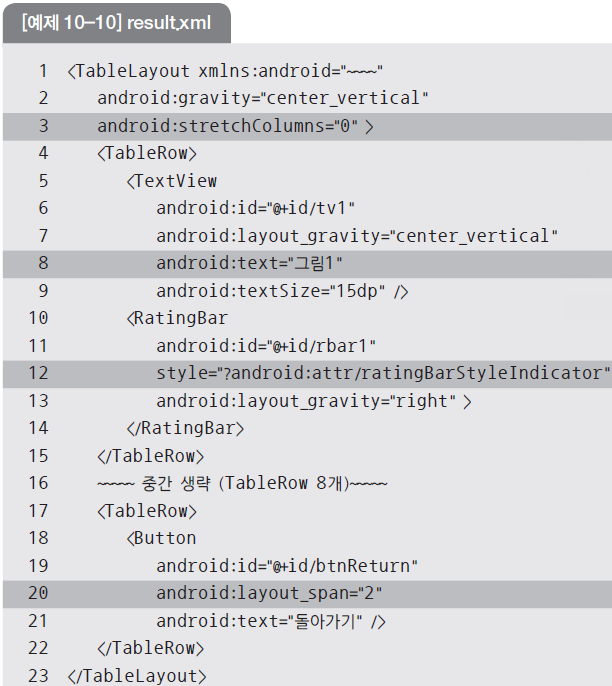 [예제 10-10] result.xml
1 <TableLayout xmlns:android="~~~~"
2 android:gravity="center_vertical"
3 android:stretchColumns="0" >
4 <TableRow>
5 <TextView
6 android:id="@+id/tv1"
7 android:layout_gravity="center_vertical"
8 android:text="그림1"
9 android:textSize="15dp" />
10 <RatingBar
11 android:id="@+id/rbar1"
12 style="?android:attr/ratingBarStyleIndicator"
13 android:layout_gravity="right" >
14 </RatingBar>
15 </TableRow>
16 ~~~~~ 중간 생략 (TableRow 8개)~~~~~
17 <TableRow>
18 <Button
19 android:id="@+id/btnReturn"
20 android:layout_span="2"
21 android:text="돌아가기" />
22 </TableRow>
23 </TableLayout>